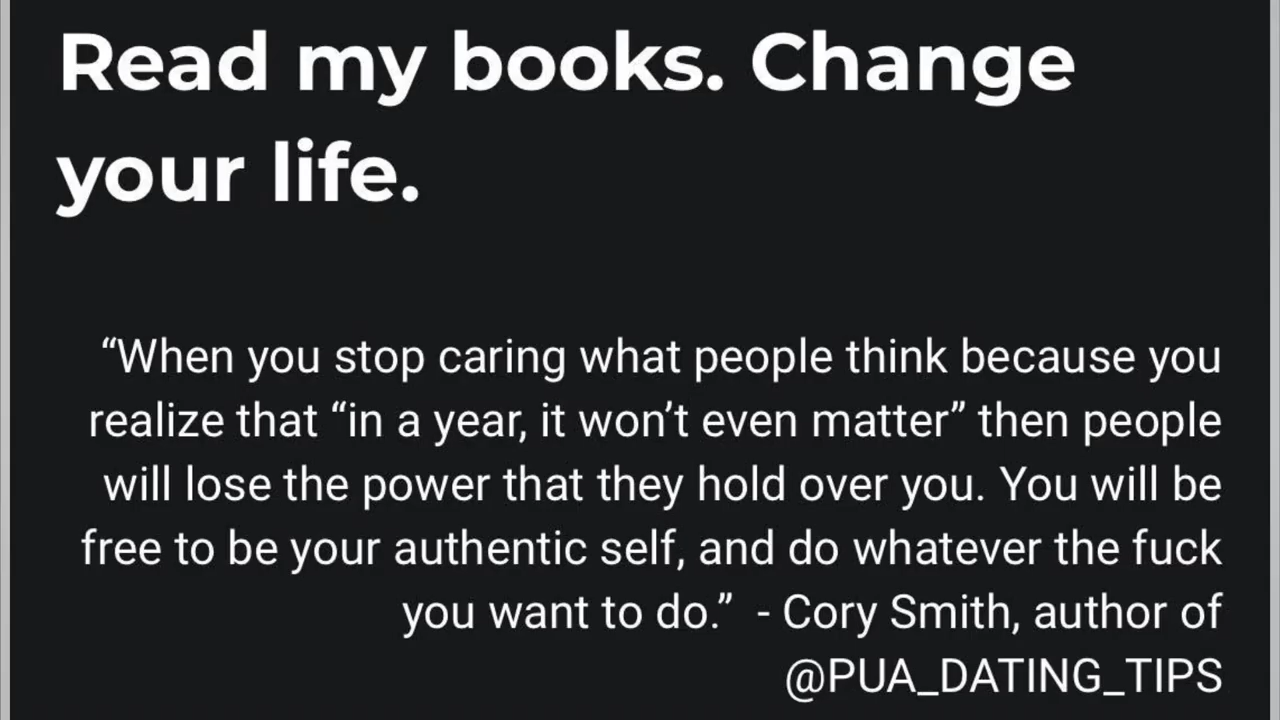 Read my books. Change
your life.
“When you stop caring what people think because you
realize that “in a year, it won’t even matter” then people
will lose the power that they hold over you. You will be
free to be your authentic self, and do whatever the fuck
you want to do.”  - Cory Smith, author of
@PUA_DATING_TIPS